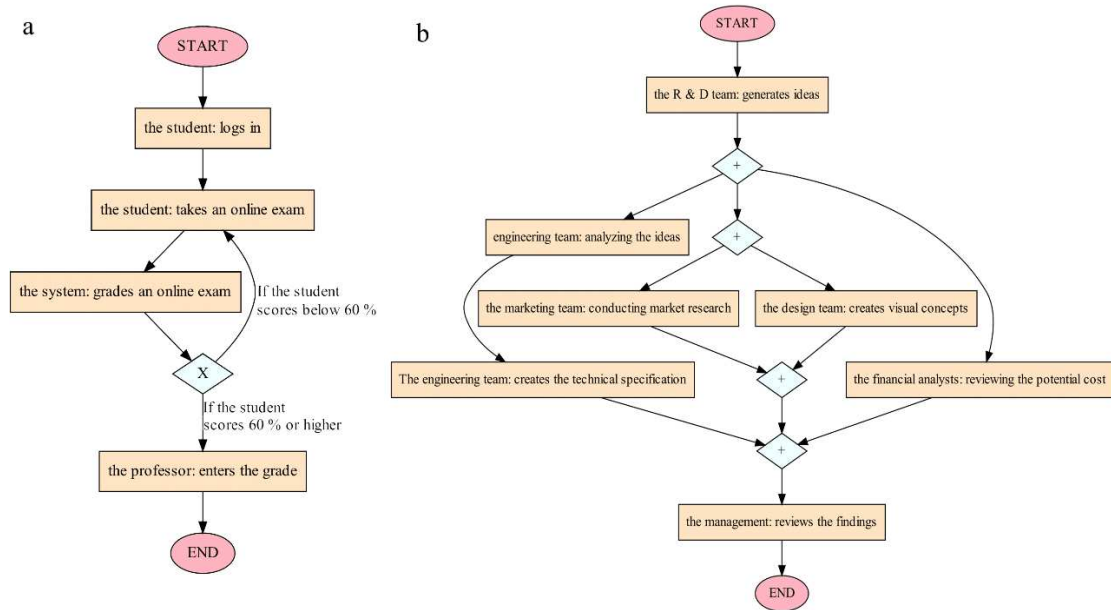 a
START
the student: logs in
the student: takes an online exam
the system: grades an online exam
If the student
scores below 60 %
X
If the student
scores 60 % or higher
the professor: enters the grade
END
b
START
the R & D team: generates ideas
+
engineering team: analyzing the ideas
+
the marketing team: conducting market research
the design team: creates visual concepts
The engineering team: creates the technical specification
+
the financial analysts: reviewing the potential cost
+
the management: reviews the findings
END